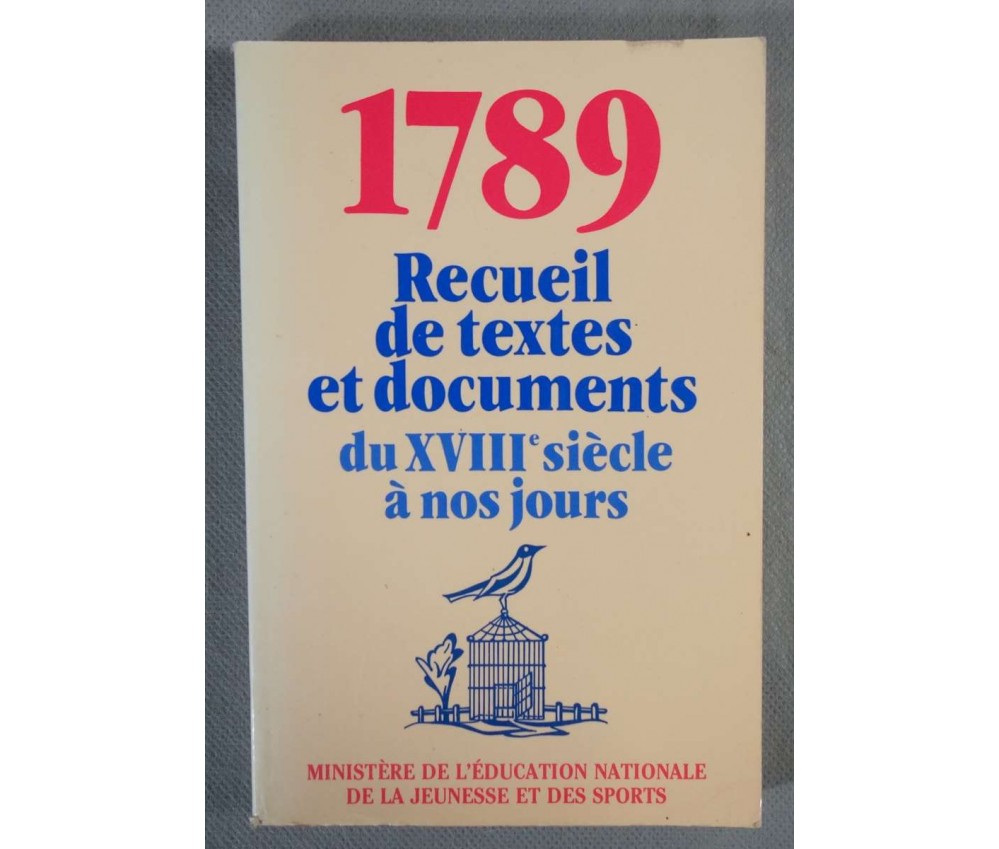 1789
Recueil
de textes
et documents
du XVIIIe siècle
à nos jours
MINISTÈRE DE L'ÉDUCATION NATIONALE
DE LA JEUNESSE ET DES SPORTS